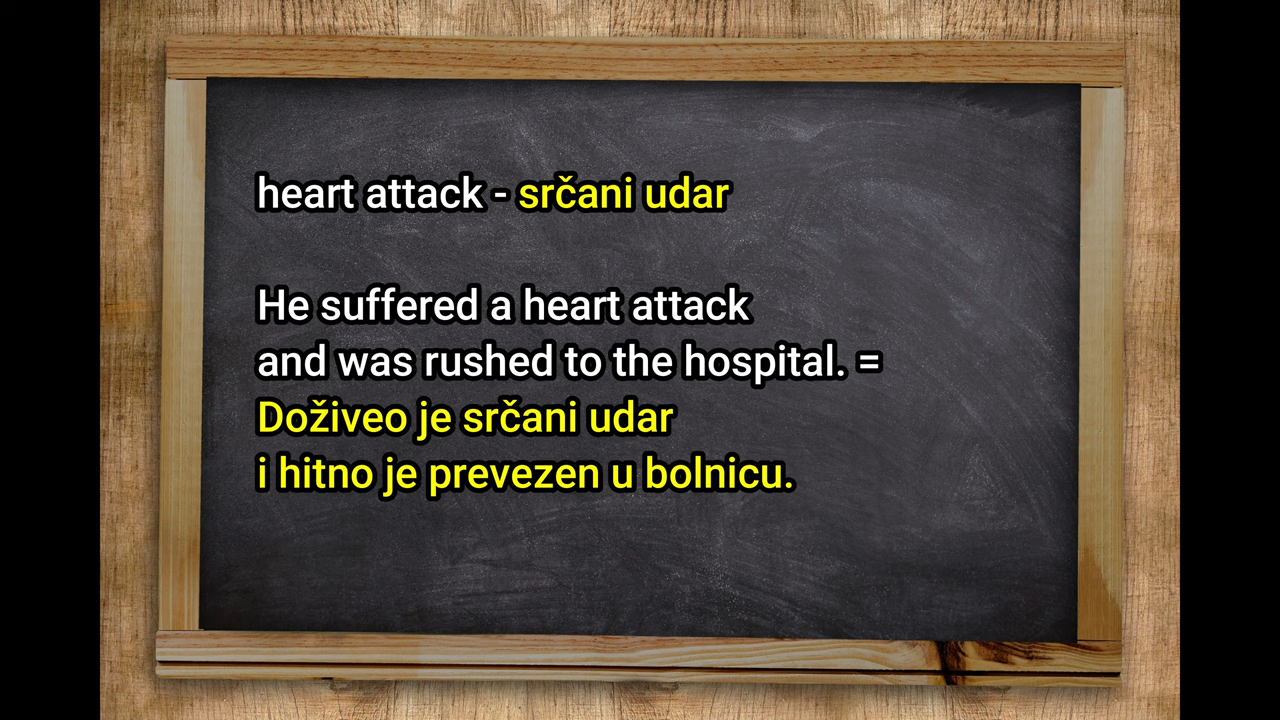 heart attack - srčani udar
He suffered a heart attack
and was rushed to the hospital. =
Doživeo je srčani udar
i hitno je prevezen u bolnicu.